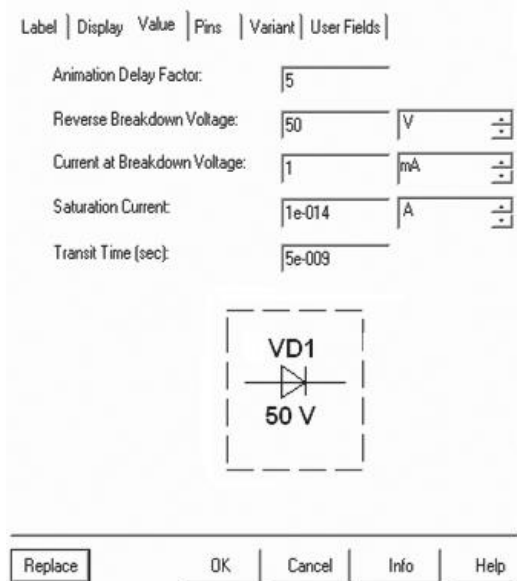 Label Display Value Pins Variant User Fields
Animation Delay Factor: 5
Reverse Breakdown Voltage: 50 V
Current at Breakdown Voltage: 1 mA
Saturation Current: 1e-014 A
Transit Time (sec): 5e-009
VD1
50 V
Replace OK Cancel Info Help